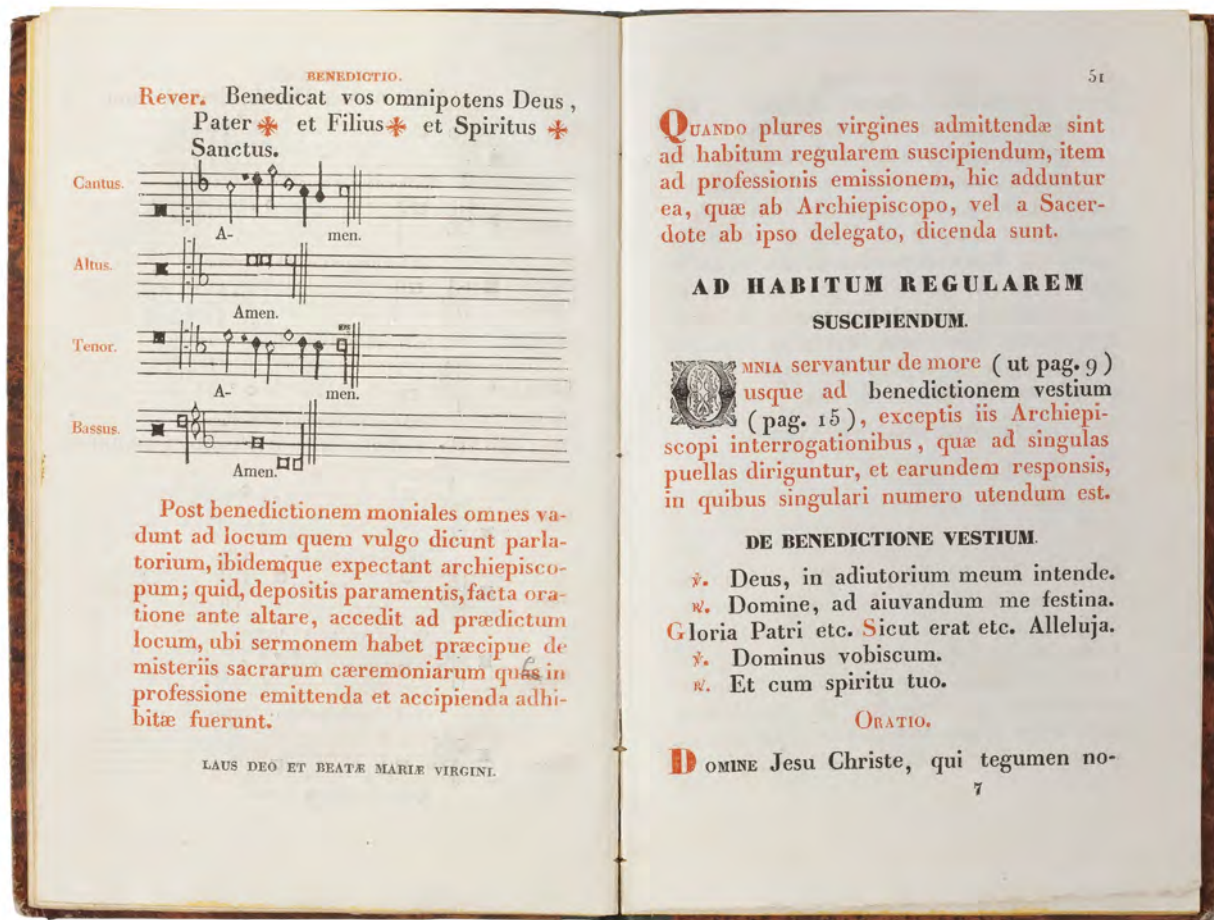 BENEDICTIO.
Rever. Benedicat vos omnipotens Deus,
Pater ✠ et Filius ✠ et Spiritus ✠
Sanctus.
Cantus.
A- men.
Altus.
Amen.
Tenor.
A- men.
Bassus.
Amen.
Post benedictionem moniales omnes va-
dunt ad locum quem vulgo dicunt parla-
torium, ibidemque expectant archiepisco-
pum; quid, depositis paramentis, facta ora-
tione ante altare, accedit ad prædictum
locum, ubi sermonem habet præcipue de
misteriis sacrarum cæremoniarum in
professione emittenda et accipienda adhi-
bitæ fuerunt.
LAUS DEO ET BEATÆ MARIÆ VIRGINI.
51
QUANDO plures virgines admittendæ sint
ad habitum regularem suscipiendum, item
ad professionis emissionem, hic adduntur
ea, quæ ab Archiepiscopo, vel a Sacer-
dote ab ipso delegato, dicenda sunt.
AD HABITUM REGULAREM
SUSCIPIENDUM.
OMNIA servantur de more (ut pag. 9)
usque ad benedictionem vestium
(pag. 15), exceptis iis Archiepi-
scopi interrogationibus, quæ ad singulas
puellas diriguntur, et earundem responsis,
in quibus singulari numero utendum est.
DE BENEDICTIONE VESTIUM.
℣. Deus, in adiutorium meum intende.
℟. Domine, ad aiuvandum me festina.
Gloria Patri etc. Sicut erat etc. Alleluja.
℣. Dominus vobiscum.
℟. Et cum spiritu tuo.
ORATIO.
DOMINE Jesu Christe, qui tegumen no-
7